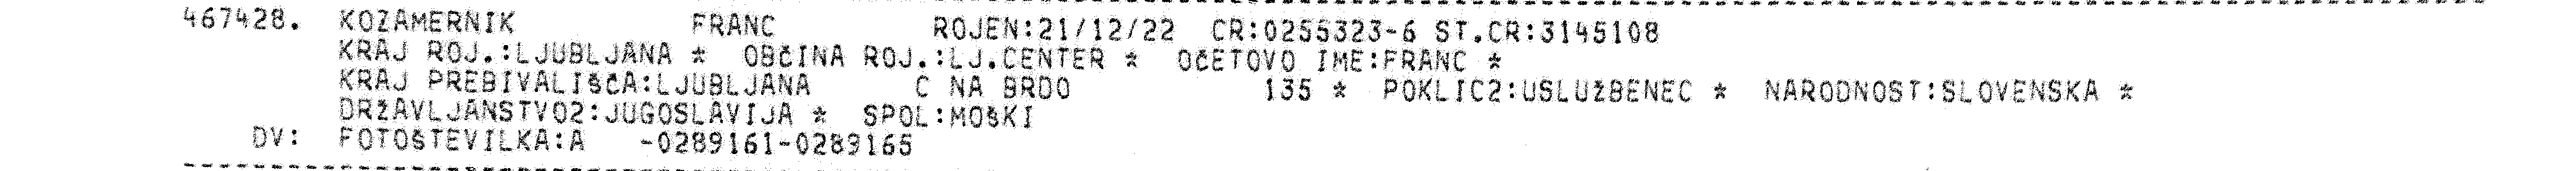 467428. KOZAMERNIK FRANC ROJEN:21/12/22 CR:0255323-6 ST.CR:3145108
KRAJ ROJ.:LJUBLJANA * OBČINA ROJ.:LJ.CENTER * OČETOVO IME:FRANC *
KRAJ PREBIVALIŠČA:LJUBLJANA C NA BRDO 135 * POKLIC2:USLUŽBENEC * NARODNOST:SLOVENSKA *
DRŽAVLJANSTVO2:JUGOSLAVIJA * SPOL:MOŠKI
DV: FOTOŠTEVILKA:A -0289161-0289165